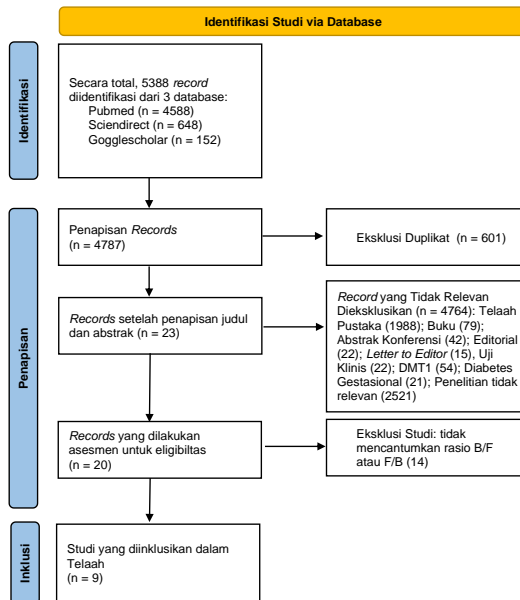 Identifikasi Studi via Database
Identifikasi
Secara total, 5388 record
diidentifikasi dari 3 database:
Pubmed (n = 4588)
Sciendirect (n = 648)
Gogglescholar (n = 152)
Penapisan
Penapisan Records
(n = 4787)
Eksklusi Duplikat (n = 601)
Records setelah penapisan judul
dan abstrak (n = 23)
Record yang Tidak Relevan
Dieksklusikan (n = 4764): Telaah
Pustaka (1988); Buku (79);
Abstrak Konferensi (42); Editorial
(22); Letter to Editor (15), Uji
Klinis (22); DMT1 (54); Diabetes
Gestasional (21); Penelitian tidak
relevan (2521)
Records yang dilakukan
asesmen untuk eligibiltas
(n = 20)
Eksklusi Studi: tidak
mencantumkan rasio B/F
atau F/B (14)
Inklusi
Studi yang diinklusikan dalam
Telaah
(n = 9)